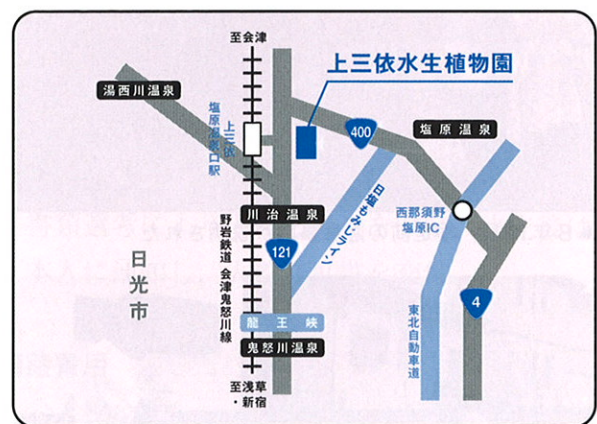 至会津
上三依水生植物園
湯西川温泉
上三依
塩原温泉口駅
400
塩原温泉
西那須野
塩原IC
川治温泉
日塩もみじライン
野岩鉄道 会津鬼怒川線
121
日光市
4
龍王峡
東北自動車道
鬼怒川温泉
至浅草
・新宿